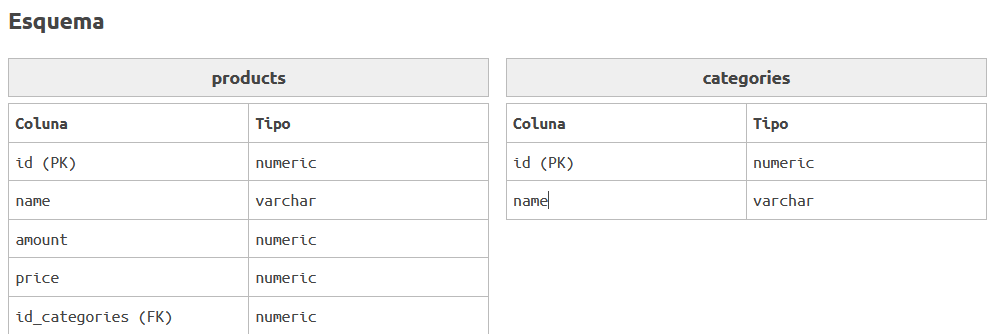 Esquema
products
Coluna Tipo
id (PK) numeric
name varchar
amount numeric
price numeric
id_categories (FK) numeric
categories
Coluna Tipo
id (PK) numeric
name varchar